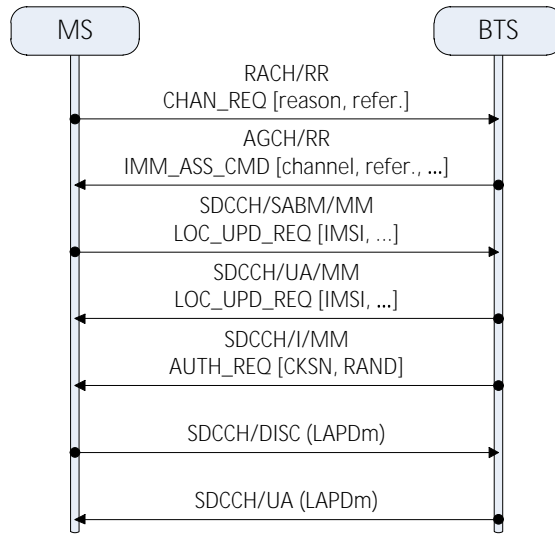 MS
BTS
RACH/RR
CHAN_REQ [reason, refer.]
AGCH/RR
IMM_ASS_CMD [channel, refer., ...]
SDCCH/SABM/MM
LOC_UPD_REQ [IMSI, ...]
SDCCH/UA/MM
LOC_UPD_REQ [IMSI, ...]
SDCCH/I/MM
AUTH_REQ [CKSN, RAND]
SDCCH/DISC (LAPDm)
SDCCH/UA (LAPDm)